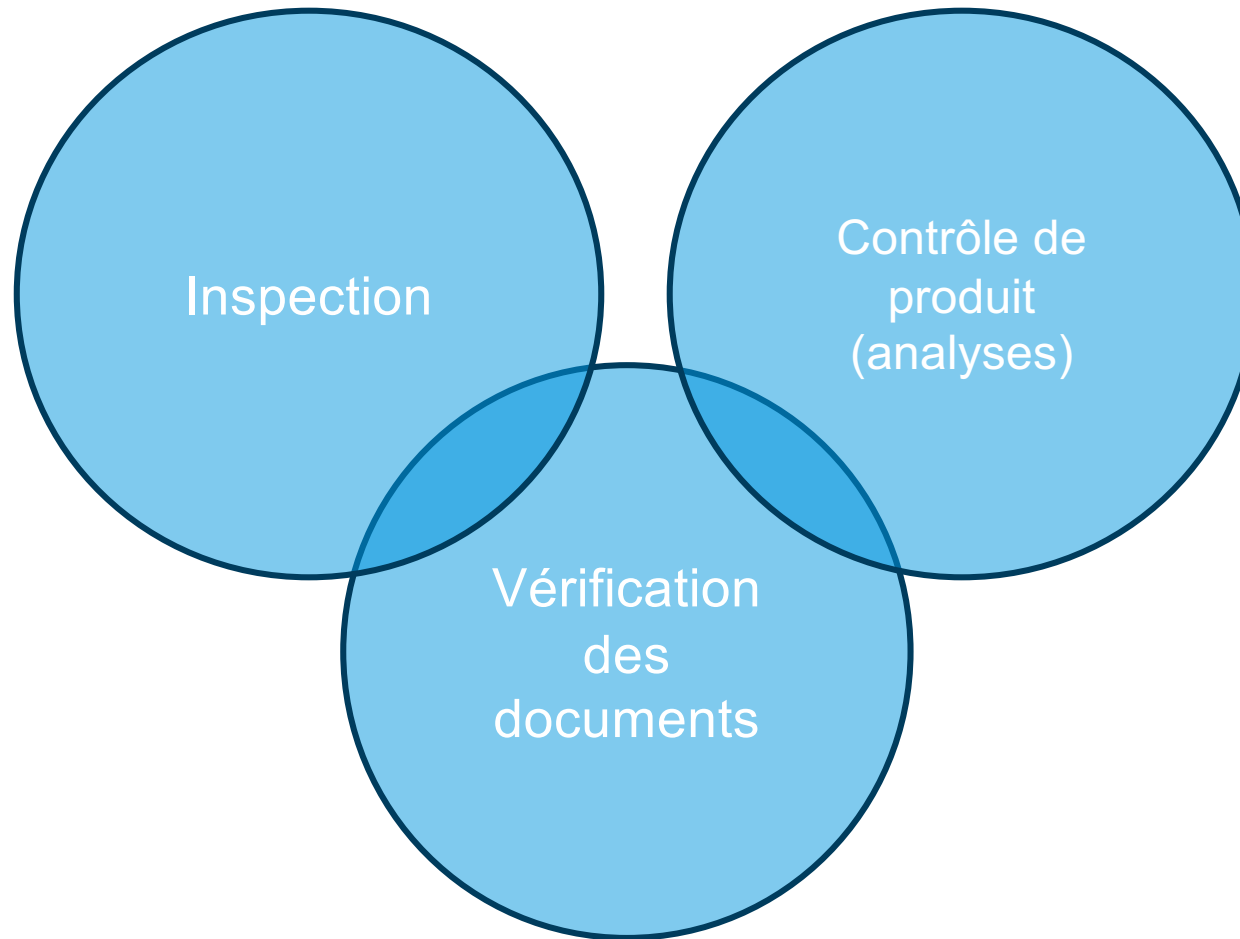 Inspection
Contrôle de
produit
(analyses)
Vérification
des
documents